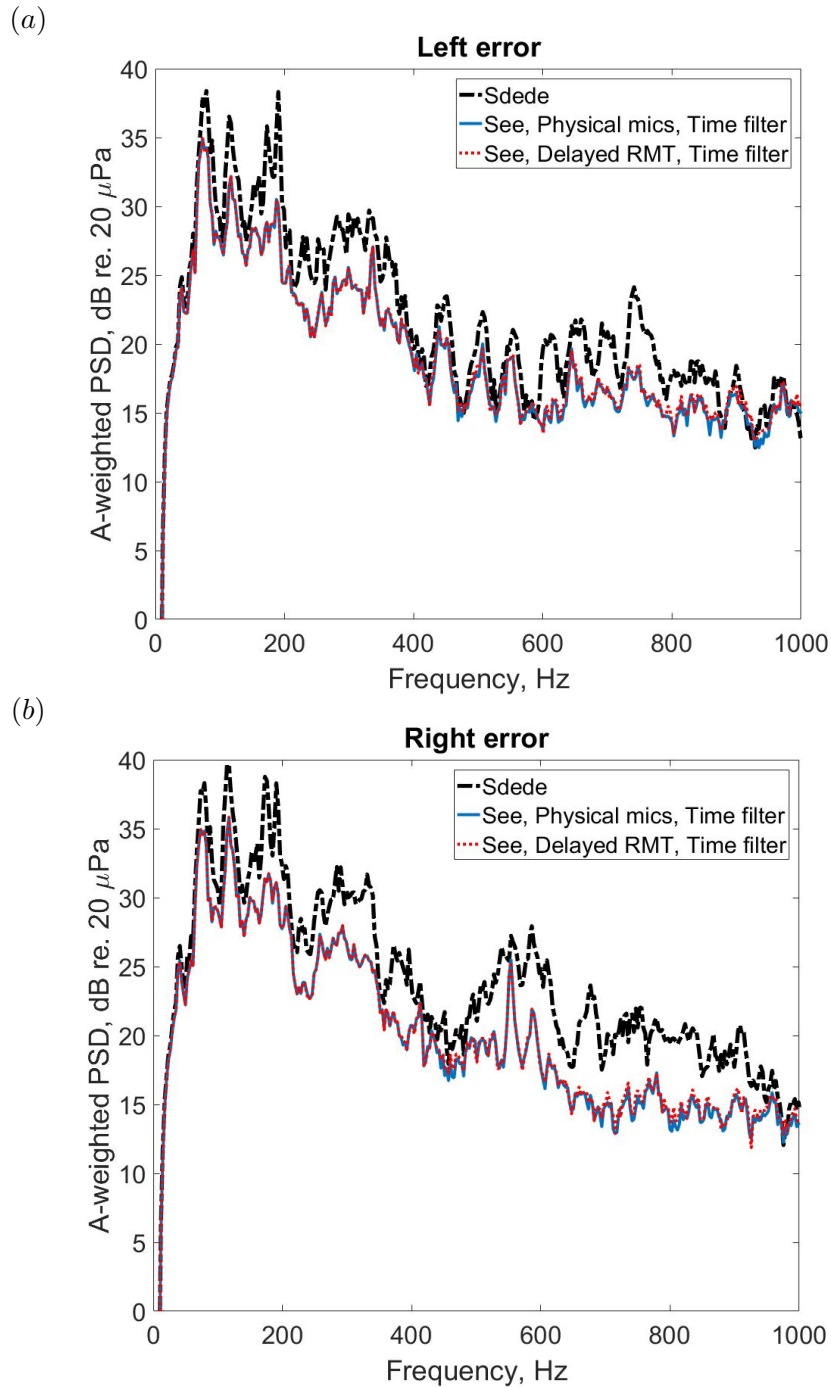 (a)
Left error
40
35
30
25
20
15
10
5
0
A-weighted PSD, dB re. 20 μPa
Sdede
See, Physical mics, Time filter
See, Delayed RMT, Time filter
0 200 400 600 800 1000
Frequency, Hz
(b)
Right error
40
35
30
25
20
15
10
5
0
A-weighted PSD, dB re. 20 μPa
Sdede
See, Physical mics, Time filter
See, Delayed RMT, Time filter
0 200 400 600 800 1000
Frequency, Hz